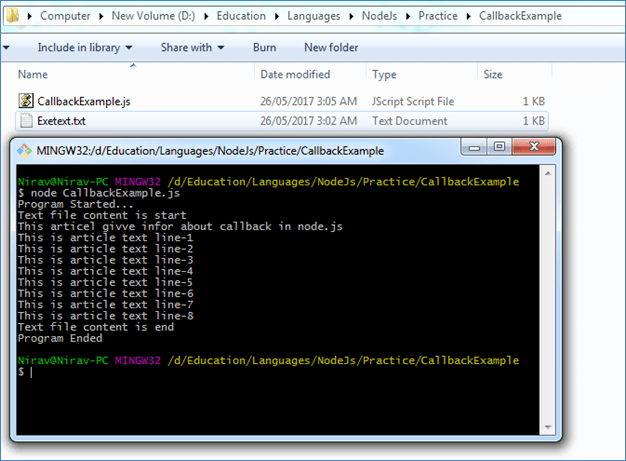 Computer ▸ New Volume (D:) ▸ Education ▸ Languages ▸ NodeJs ▸ Practice ▸ CallbackExample
Include in library Share with Burn New folder
Name Date modified Type Size
CallbackExample.js 26/05/2017 3:05 AM JScript Script File 1 KB
Exetext.txt 26/05/2017 3:02 AM Text Document 1 KB
MINGW32:/d/Education/Languages/NodeJs/Practice/CallbackExample
Nirav@Nirav-PC MINGW32 /d/Education/Languages/NodeJs/Practice/CallbackExample
$ node CallbackExample.js
Program Started...
Text file content is start
This articel givve infor about callback in node.js
This is article text line-1
This is article text line-2
This is article text line-3
This is article text line-4
This is article text line-5
This is article text line-6
This is article text line-7
This is article text line-8
Text file content is end
Program Ended
Nirav@Nirav-PC MINGW32 /d/Education/Languages/NodeJs/Practice/CallbackExample
$